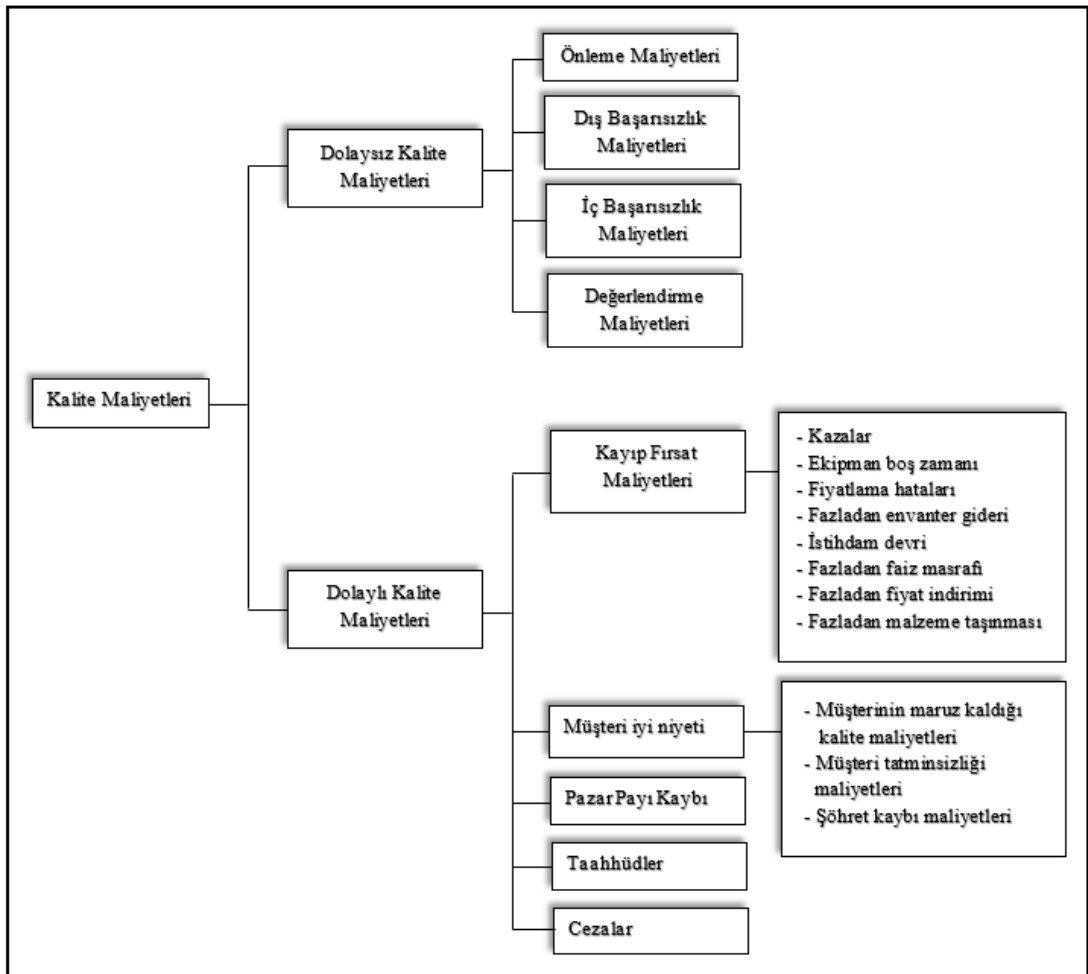 Kalite Maliyetleri
Dolaysız Kalite
Maliyetleri
Önleme Maliyetleri
Dış Başarısızlık
Maliyetleri
İç Başarısızlık
Maliyetleri
Değerlendirme
Maliyetleri
Dolaylı Kalite
Maliyetleri
Kayıp Fırsat
Maliyetleri
- Kazalar
- Ekipman boş zamanı
- Fiyatlama hataları
- Fazladan envanter gideri
- İstihdam devri
- Fazladan faiz masrafı
- Fazladan fiyat indirimi
- Fazladan malzeme taşınması
Müşteri iyi niyeti
- Müşterinin maruz kaldığı
kalite maliyetleri
- Müşteri tatminsizliği
maliyetleri
- Şöhret kaybı maliyetleri
Pazar Payı Kaybı
Taahhüdler
Cezalar